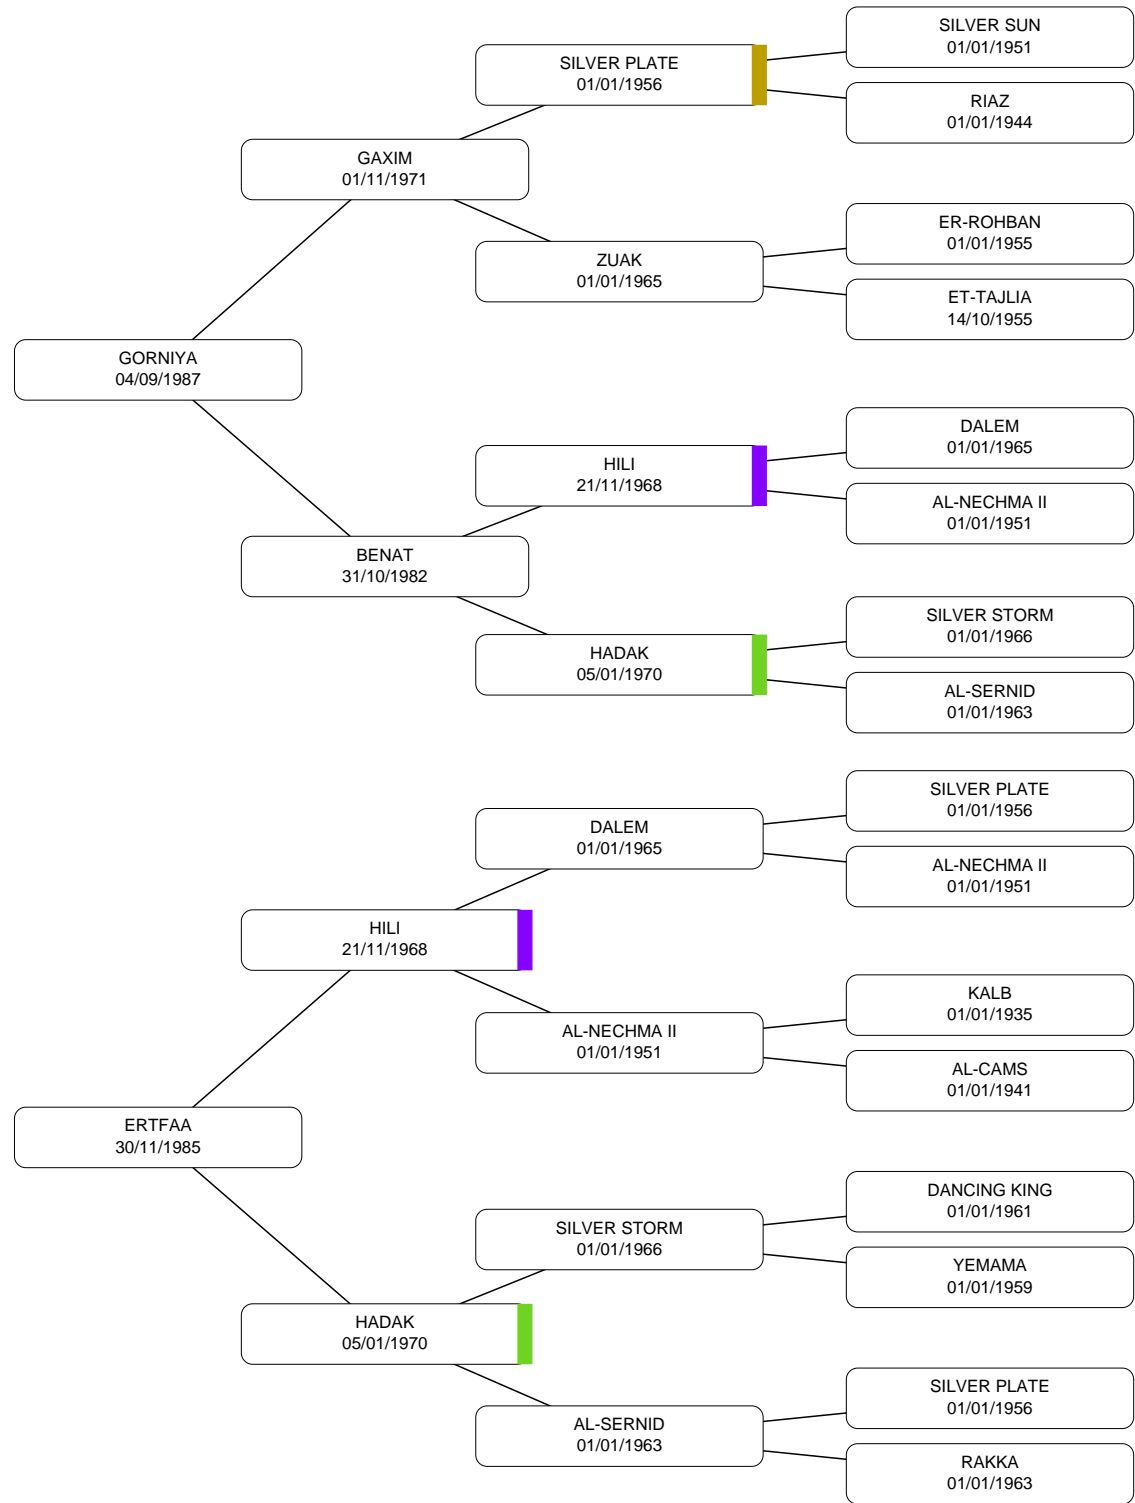 SILVER SUN
01/01/1951
SILVER PLATE
01/01/1956
RIAZ
01/01/1944
GAXIM
01/11/1971
ER-ROHBAN
01/01/1955
ZUAK
01/01/1965
ET-TAJLIA
14/10/1955
GORNIYA
04/09/1987
DALEM
01/01/1965
HILI
21/11/1968
AL-NECHMA II
01/01/1951
BENAT
31/10/1982
SILVER STORM
01/01/1966
HADAK
05/01/1970
AL-SERNID
01/01/1963
SILVER PLATE
01/01/1956
DALEM
01/01/1965
AL-NECHMA II
01/01/1951
HILI
21/11/1968
KALB
01/01/1935
AL-NECHMA II
01/01/1951
AL-CAMS
01/01/1941
ERTFAA
30/11/1985
DANCING KING
01/01/1961
SILVER STORM
01/01/1966
YEMAMA
01/01/1959
HADAK
05/01/1970
SILVER PLATE
01/01/1956
AL-SERNID
01/01/1963
RAKKA
01/01/1963